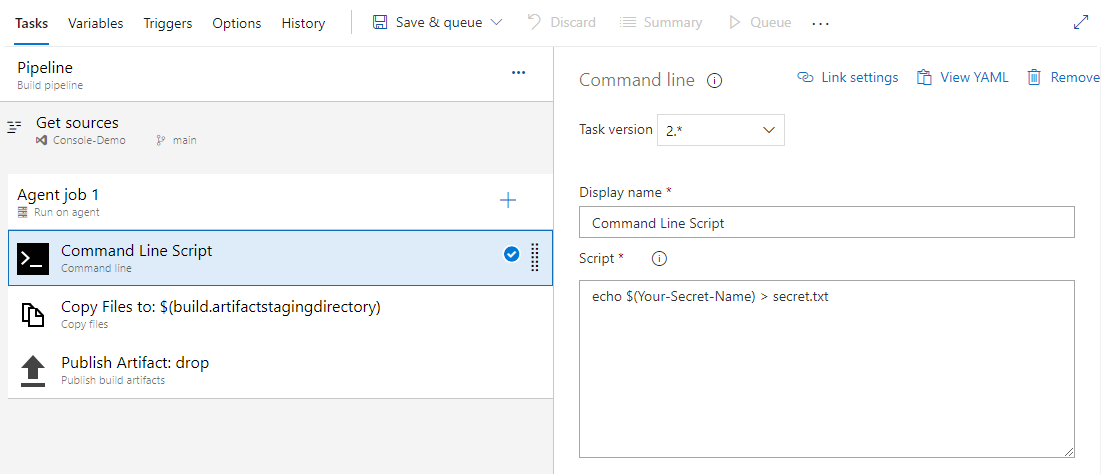 Tasks Variables Triggers Options History Save & queue Discard Summary Queue ...
Pipeline
Build pipeline
Get sources
Console-Demo main
Agent job 1
Run on agent
Command Line Script
Command line
Copy Files to: $(build.artifactstagingdirectory)
Copy files
Publish Artifact: drop
Publish build artifacts
Command line Link settings View YAML Remove
Task version 2.*
Display name *
Command Line Script
Script *
echo $(Your-Secret-Name) > secret.txt